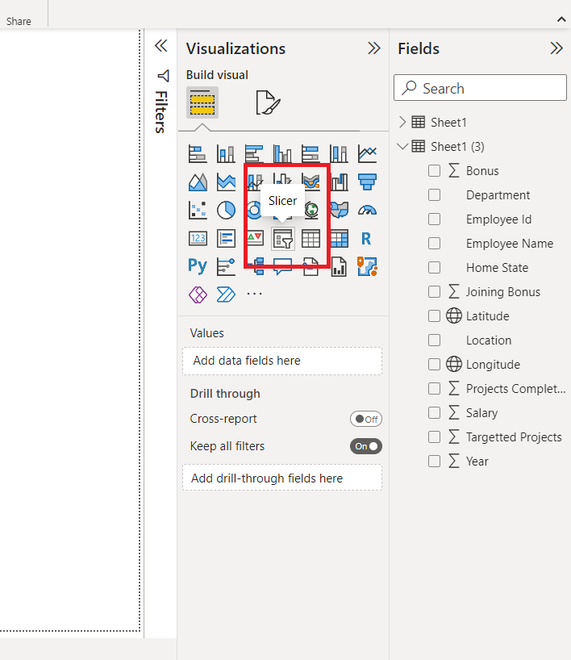 Share
Filters
Visualizations
Build visual
Slicer
123
R
Py
...
Values
Add data fields here
Drill through
Cross-report
Off
Keep all filters
On
Add drill-through fields here
Fields
Search
Sheet1
Sheet1 (3)
Bonus
Department
Employee Id
Employee Name
Home State
Joining Bonus
Latitude
Location
Longitude
Projects Complet...
Salary
Targetted Projects
Year